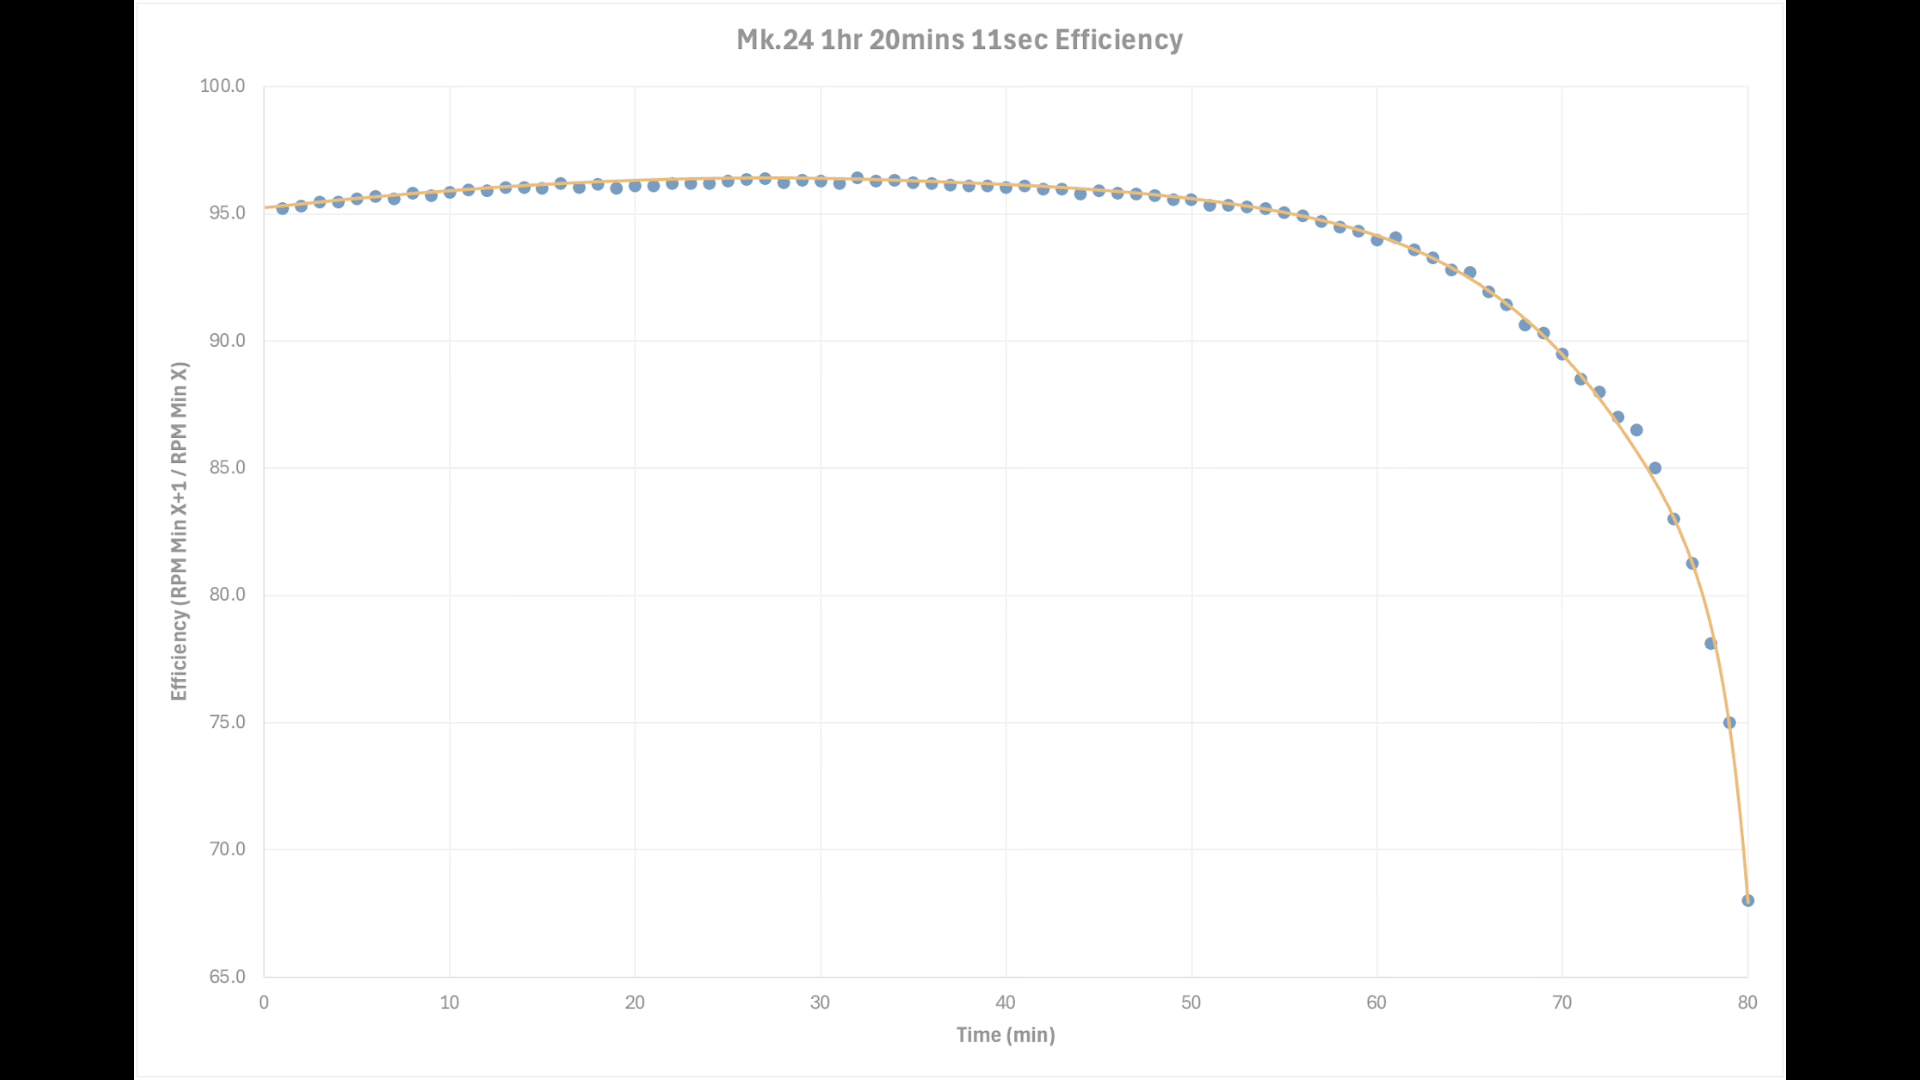 Mk.24 1hr 20mins 11sec Efficiency
100.0
95.0
90.0
85.0
80.0
75.0
70.0
65.0
Efficiency (RPM Min X+1 / RPM Min X)
0 10 20 30 40 50 60 70 80
Time (min)